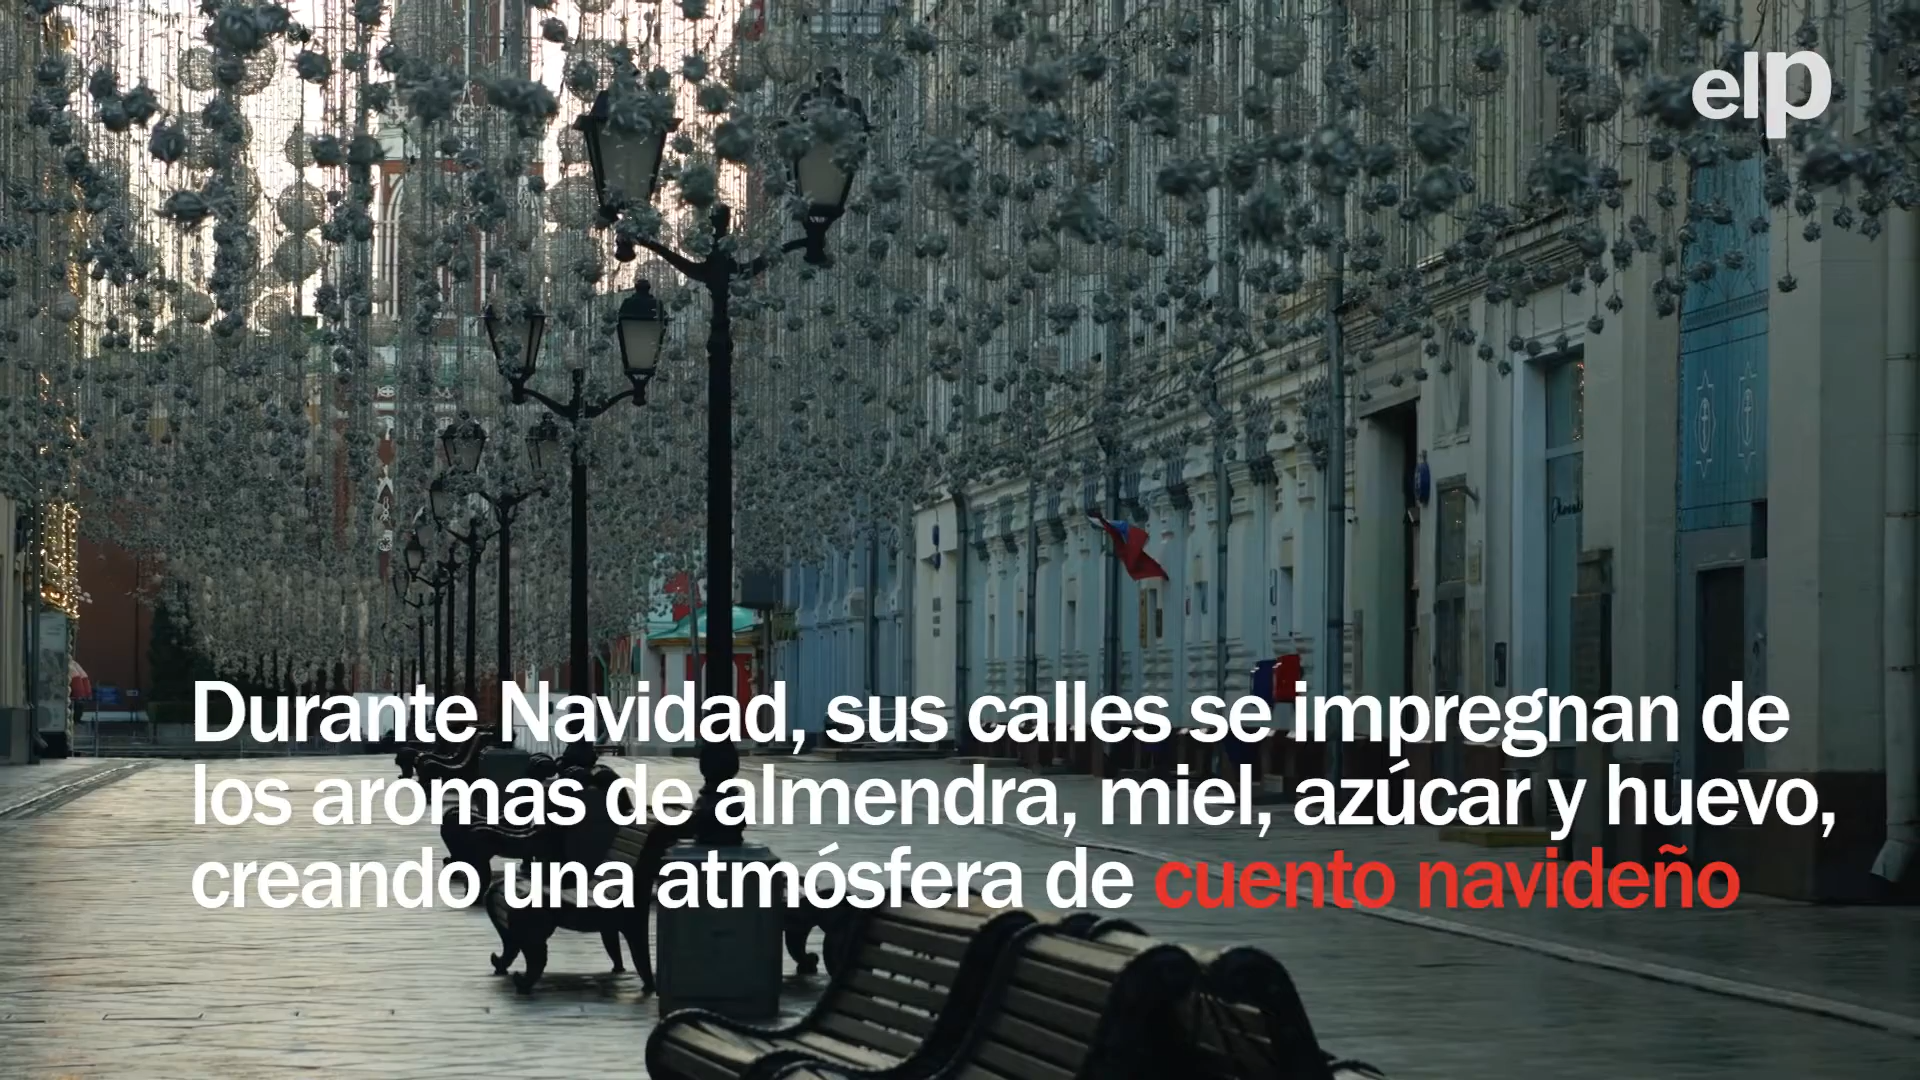 elp
Durante Navidad, sus calles se impregnan de
los aromas de almendra, miel, azúcar y huevo,
creando una atmósfera de cuento navideño